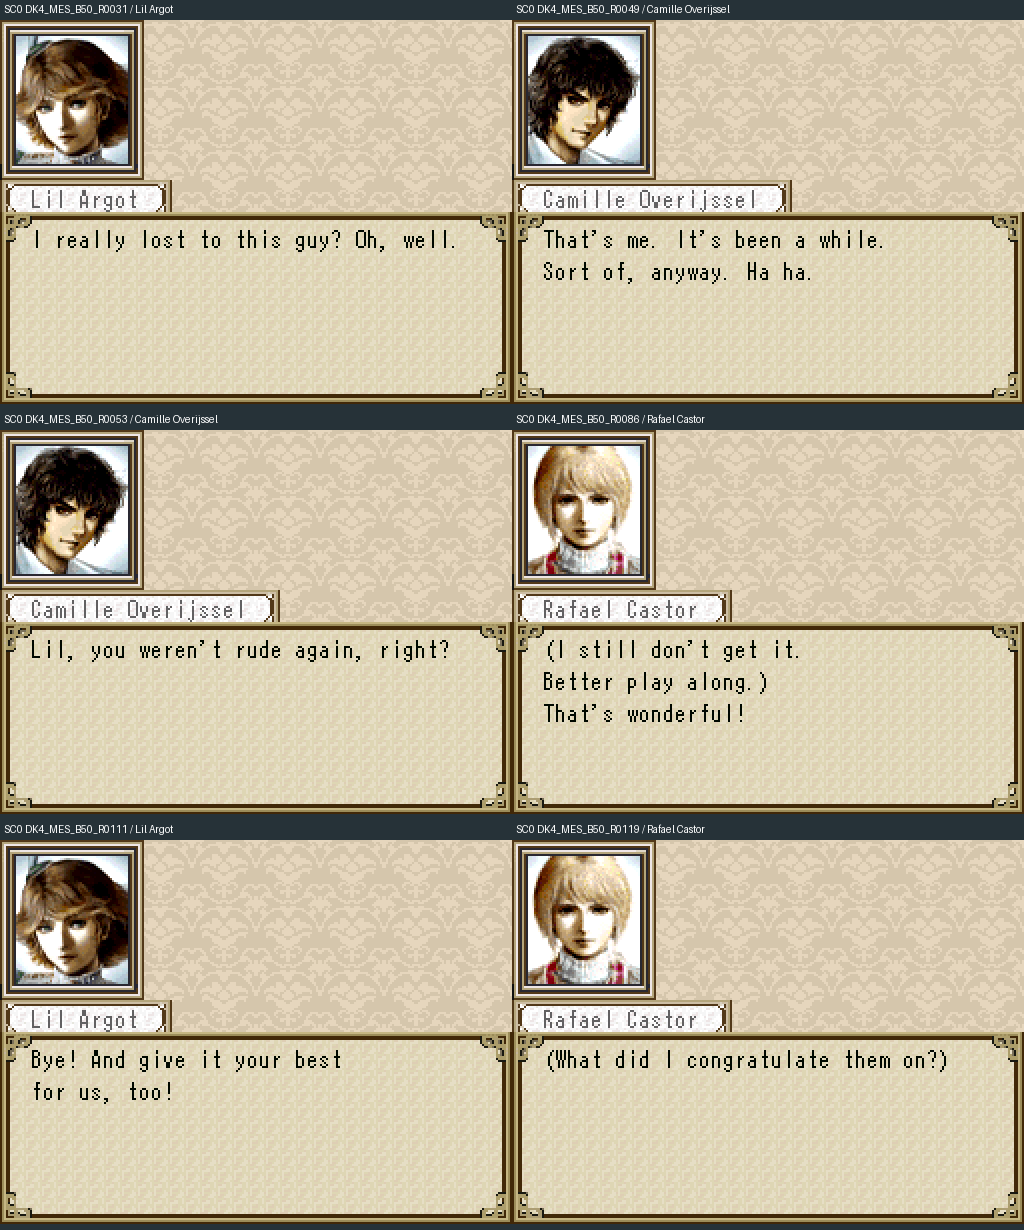 SC0 DK4_MES_B50_R0031 / Lil Argot
Lil Argot
I really lost to this guy? Oh, well.
SC0 DK4_MES_B50_R0049 / Camille Overijssel
Camille Overijssel
That's me. It's been a while.
Sort of, anyway. Ha ha.
SC0 DK4_MES_B50_R0053 / Camille Overijssel
Camille Overijssel
Lil, you weren't rude again, right?
SC0 DK4_MES_B50_R0086 / Rafael Castor
Rafael Castor
(I still don't get it.
Better play along.)
That's wonderful!
SC0 DK4_MES_B50_R0111 / Lil Argot
Lil Argot
Bye! And give it your best
for us, too!
SC0 DK4_MES_B50_R0119 / Rafael Castor
Rafael Castor
(What did I congratulate them on?)